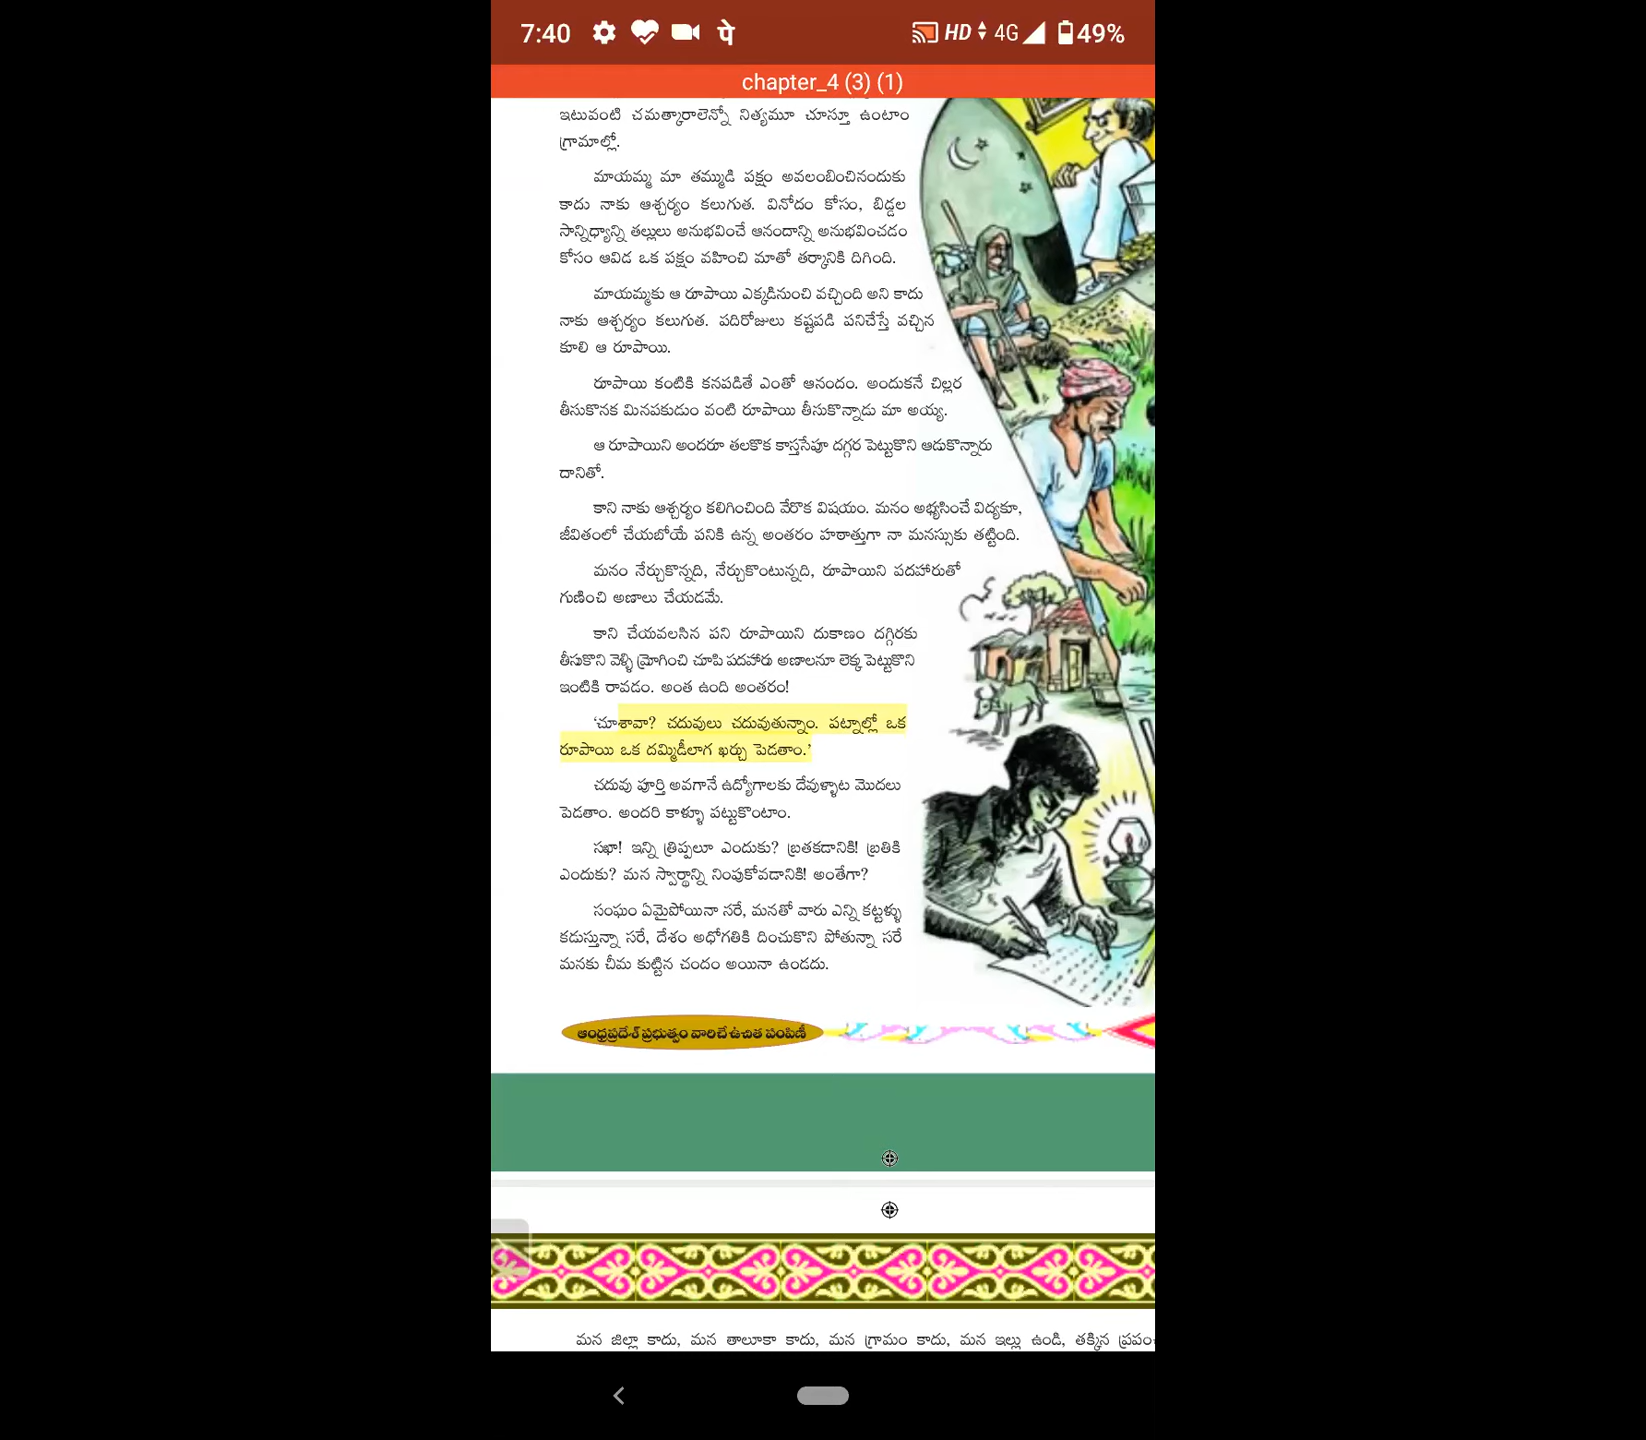 7:40 पे HD 4G 49%
chapter_4 (3) (1)
ఇటువంటి చమత్కారాలెన్నో నిత్యమూ చూస్తూ ఉంటాం
గ్రామాల్లో.
మాయమ్మ మా తమ్ముడి పక్షం అవలంబించినందుకు
కాదు నాకు ఆశ్చర్యం కలుగుత. వినోదం కోసం, బిడ్డల
సాన్నిధ్యాన్ని తల్లులు అనుభవించే ఆనందాన్ని అనుభవించడం
కోసం ఆవిడ ఒక పక్షం వహించి మాతో తర్కానికి దిగింది.
మాయమ్మకు ఆ రూపాయి ఎక్కడినుంచి వచ్చింది అని కాదు
నాకు ఆశ్చర్యం కలుగుత. పదిరోజులు కష్టపడి పనిచేస్తే వచ్చిన
కూలి ఆ రూపాయి.
రూపాయి కంటికి కనపడితే ఎంతో ఆనందం. అందుకనే చిల్లర
తీసుకొనక మినపకుడుం వంటి రూపాయి తీసుకొన్నాడు మా అయ్య.
ఆ రూపాయిని అందరూ తలకొక కాస్తసేపూ దగ్గర పెట్టుకొని ఆడుకొన్నారు
దానితో.
కాని నాకు ఆశ్చర్యం కలిగించింది వేరొక విషయం. మనం అభ్యసించే విద్యకూ,
జీవితంలో చేయబోయే పనికి ఉన్న అంతరం హఠాత్తుగా నా మనస్సుకు తట్టింది.
మనం నేర్చుకొన్నది, నేర్చుకొంటున్నది, రూపాయిని పదహారుతో
గుణించి అణాలు చేయడమే.
కాని చేయవలసిన పని రూపాయిని దుకాణం దగ్గిరకు
తీసుకొని వెళ్ళి మ్రోగించి చూపి పదహారు అణాలనూ లెక్క పెట్టుకొని
ఇంటికి రావడం. అంత ఉంది అంతరం!
‘చూశావా? చదువులు చదువుతున్నాం. పట్నాల్లో ఒక
రూపాయి ఒక దమ్మిడీలాగ ఖర్చు పెడతాం.’
చదువు పూర్తి అవగానే ఉద్యోగాలకు దేవుళ్ళాట మొదలు
పెడతాం. అందరి కాళ్ళూ పట్టుకొంటాం.
సఖా! ఇన్ని త్రిప్పలూ ఎందుకు? బ్రతకడానికి! బ్రతికి
ఎందుకు? మన స్వార్థాన్ని నింపుకోవడానికి! అంతేగా?
సంఘం ఏమైపోయినా సరే, మనతో వారు ఎన్ని కట్టళ్ళు
కడుస్తున్నా సరే, దేశం అధోగతికి దించుకొని పోతున్నా సరే
మనకు చీమ కుట్టిన చందం అయినా ఉండదు.
ఆంధ్రప్రదేశ్ ప్రభుత్వం వారిచే ఉచిత పంపిణీ
మన జిల్లా కాదు, మన తాలూకా కాదు, మన గ్రామం కాదు, మన ఇల్లు ఉండి, తక్కిన